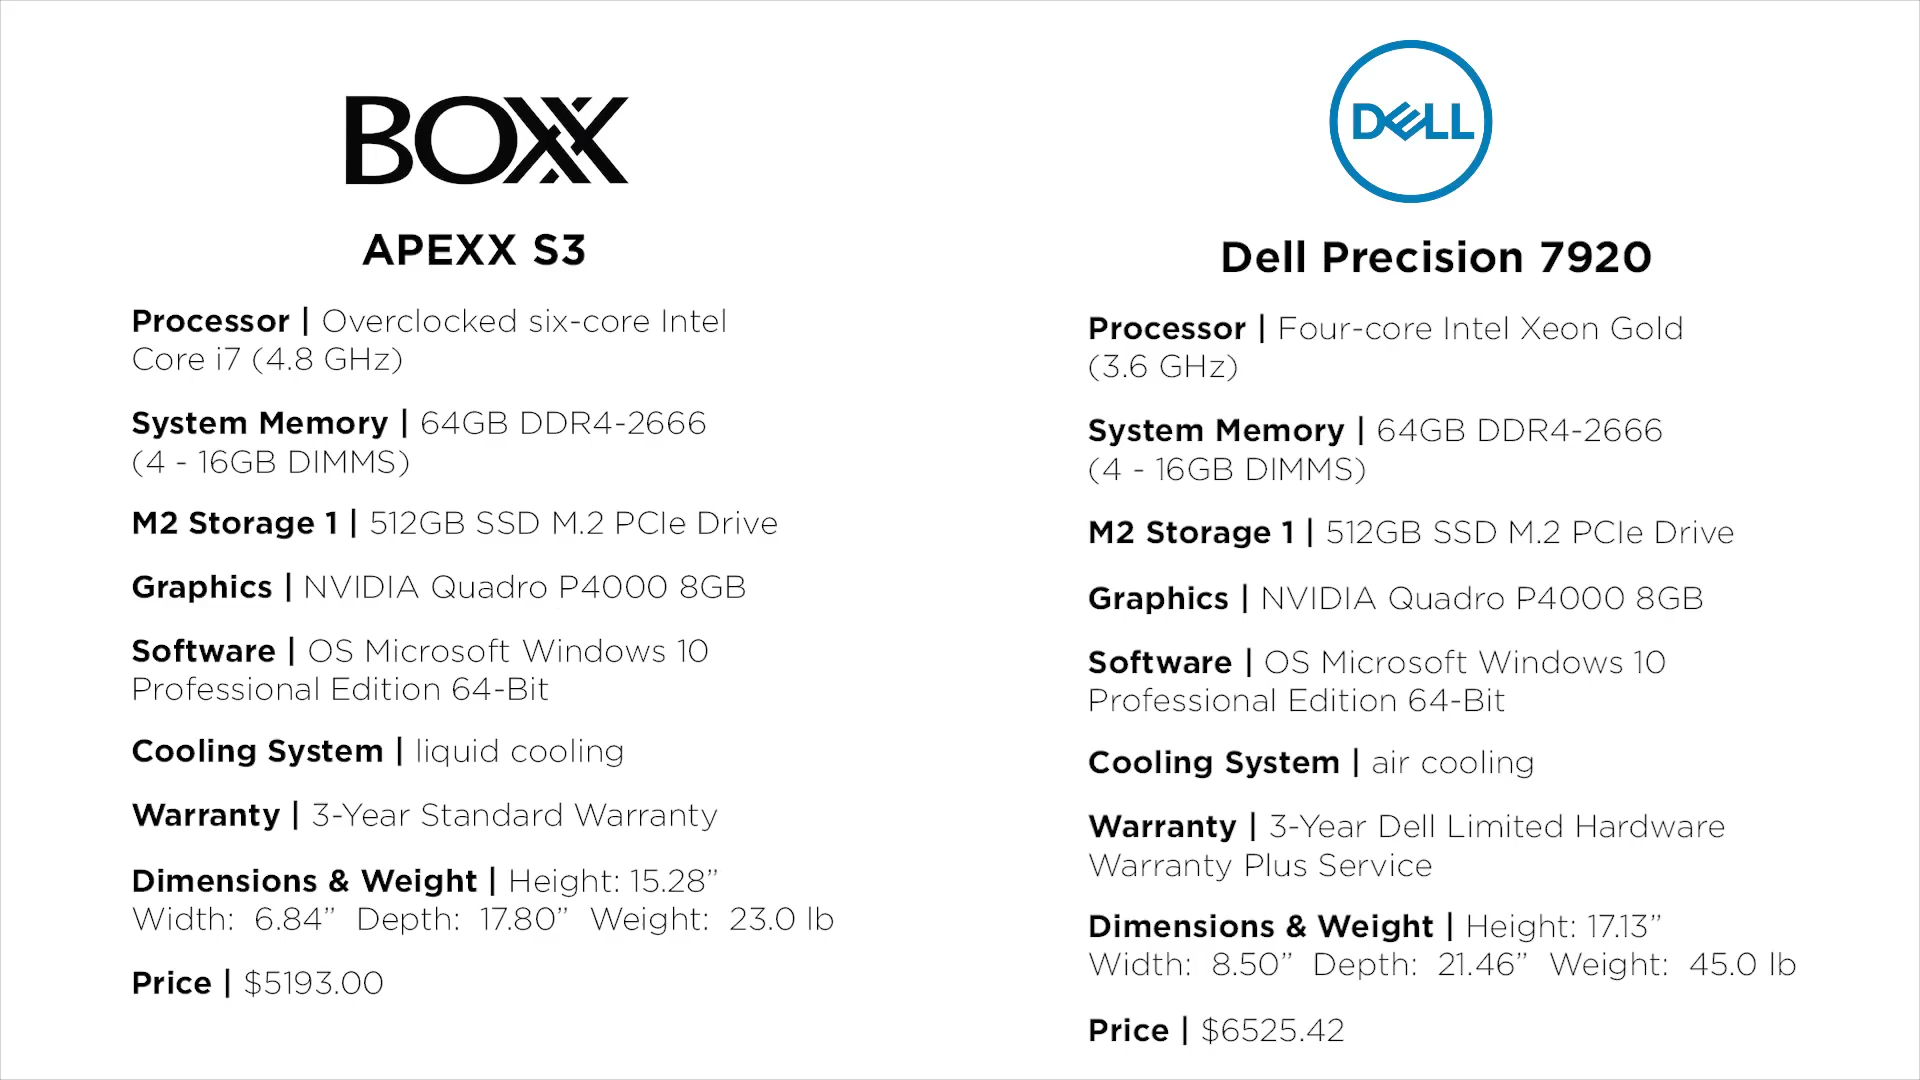 BOXX
APEXX S3
Processor | Overclocked six-core Intel
Core i7 (4.8 GHz)
System Memory | 64GB DDR4-2666
(4 - 16GB DIMMS)
M2 Storage 1 | 512GB SSD M.2 PCIe Drive
Graphics | NVIDIA Quadro P4000 8GB
Software | OS Microsoft Windows 10
Professional Edition 64-Bit
Cooling System | liquid cooling
Warranty | 3-Year Standard Warranty
Dimensions & Weight | Height: 15.28”
Width: 6.84” Depth: 17.80” Weight: 23.0 lb
Price | $5193.00
DELL
Dell Precision 7920
Processor | Four-core Intel Xeon Gold
(3.6 GHz)
System Memory | 64GB DDR4-2666
(4 - 16GB DIMMS)
M2 Storage 1 | 512GB SSD M.2 PCIe Drive
Graphics | NVIDIA Quadro P4000 8GB
Software | OS Microsoft Windows 10
Professional Edition 64-Bit
Cooling System | air cooling
Warranty | 3-Year Dell Limited Hardware
Warranty Plus Service
Dimensions & Weight | Height: 17.13”
Width: 8.50” Depth: 21.46” Weight: 45.0 lb
Price | $6525.42